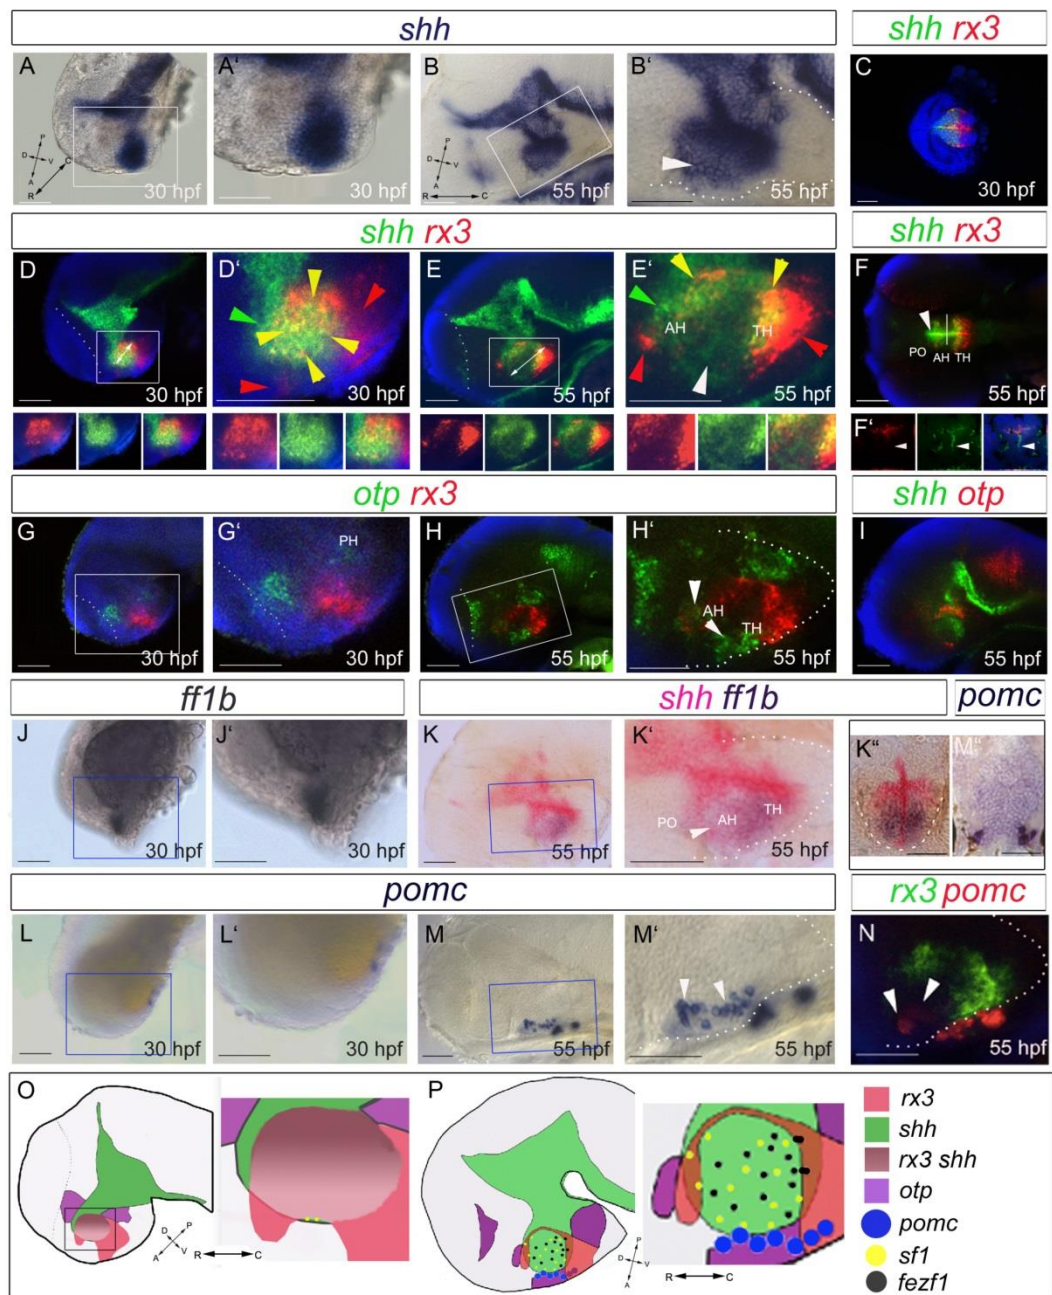 shh
shh rx3
A
A'
B
B'
C
P
D
V
C
A
R
30 hpf
30 hpf
P
D
V
A
R
C
55 hpf
55 hpf
30 hpf
shh rx3
shh rx3
D
D'
E
E'
F
AH
TH
PO
AH
TH
30 hpf
30 hpf
55 hpf
55 hpf
55 hpf
F'
otp rx3
shh otp
G
G'
H
H'
I
PH
AH
TH
30 hpf
30 hpf
55 hpf
55 hpf
55 hpf
ff1b
shh ff1b
pomc
J
J'
K
K'
K"
M"
PO
AH
TH
30 hpf
30 hpf
55 hpf
55 hpf
pomc
rx3 pomc
L
L'
M
M'
N
30 hpf
30 hpf
55 hpf
55 hpf
55 hpf
O
P
rx3
shh
rx3 shh
otp
pomc
sf1
fezf1
P
D
V
A
R
C
P
D
V
A
R
C